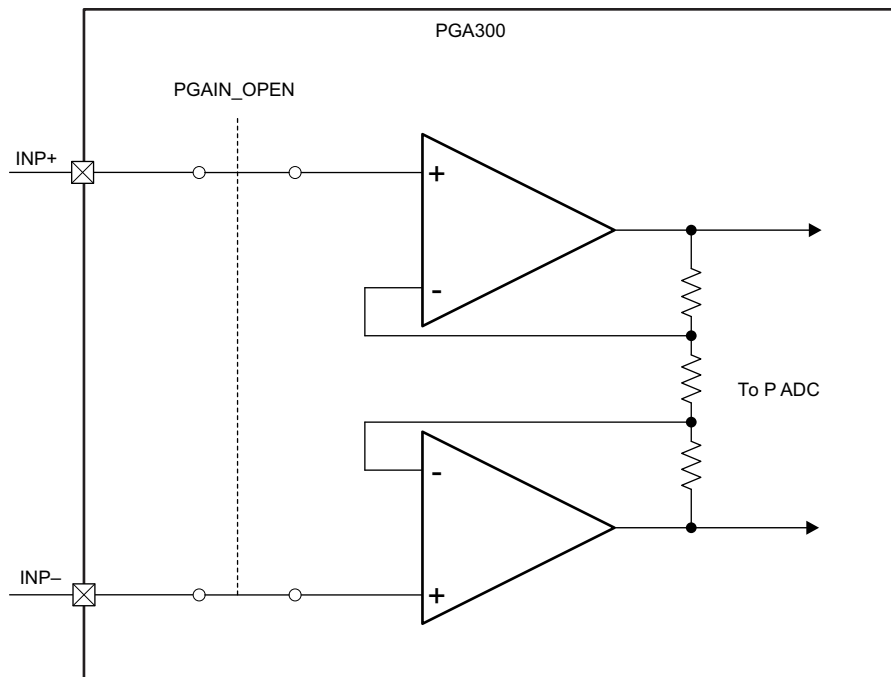 PGA300
PGAIN_OPEN
INP+
+
-
To P ADC
-
INP–
+